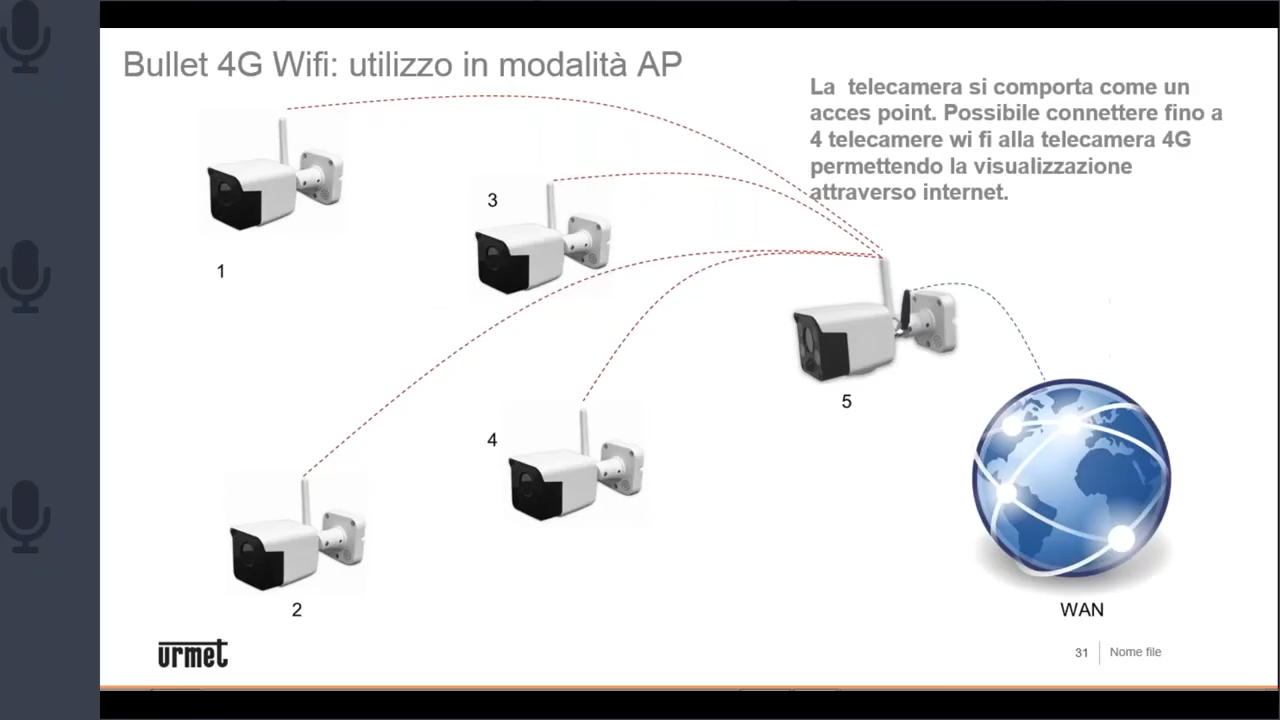 Bullet 4G Wifi: utilizzo in modalità AP
La telecamera si comporta come un
acces point. Possibile connettere fino a
4 telecamere wi fi alla telecamera 4G
permettendo la visualizzazione
attraverso internet.
3
1
5
4
2
WAN
urmet
31
Nome file